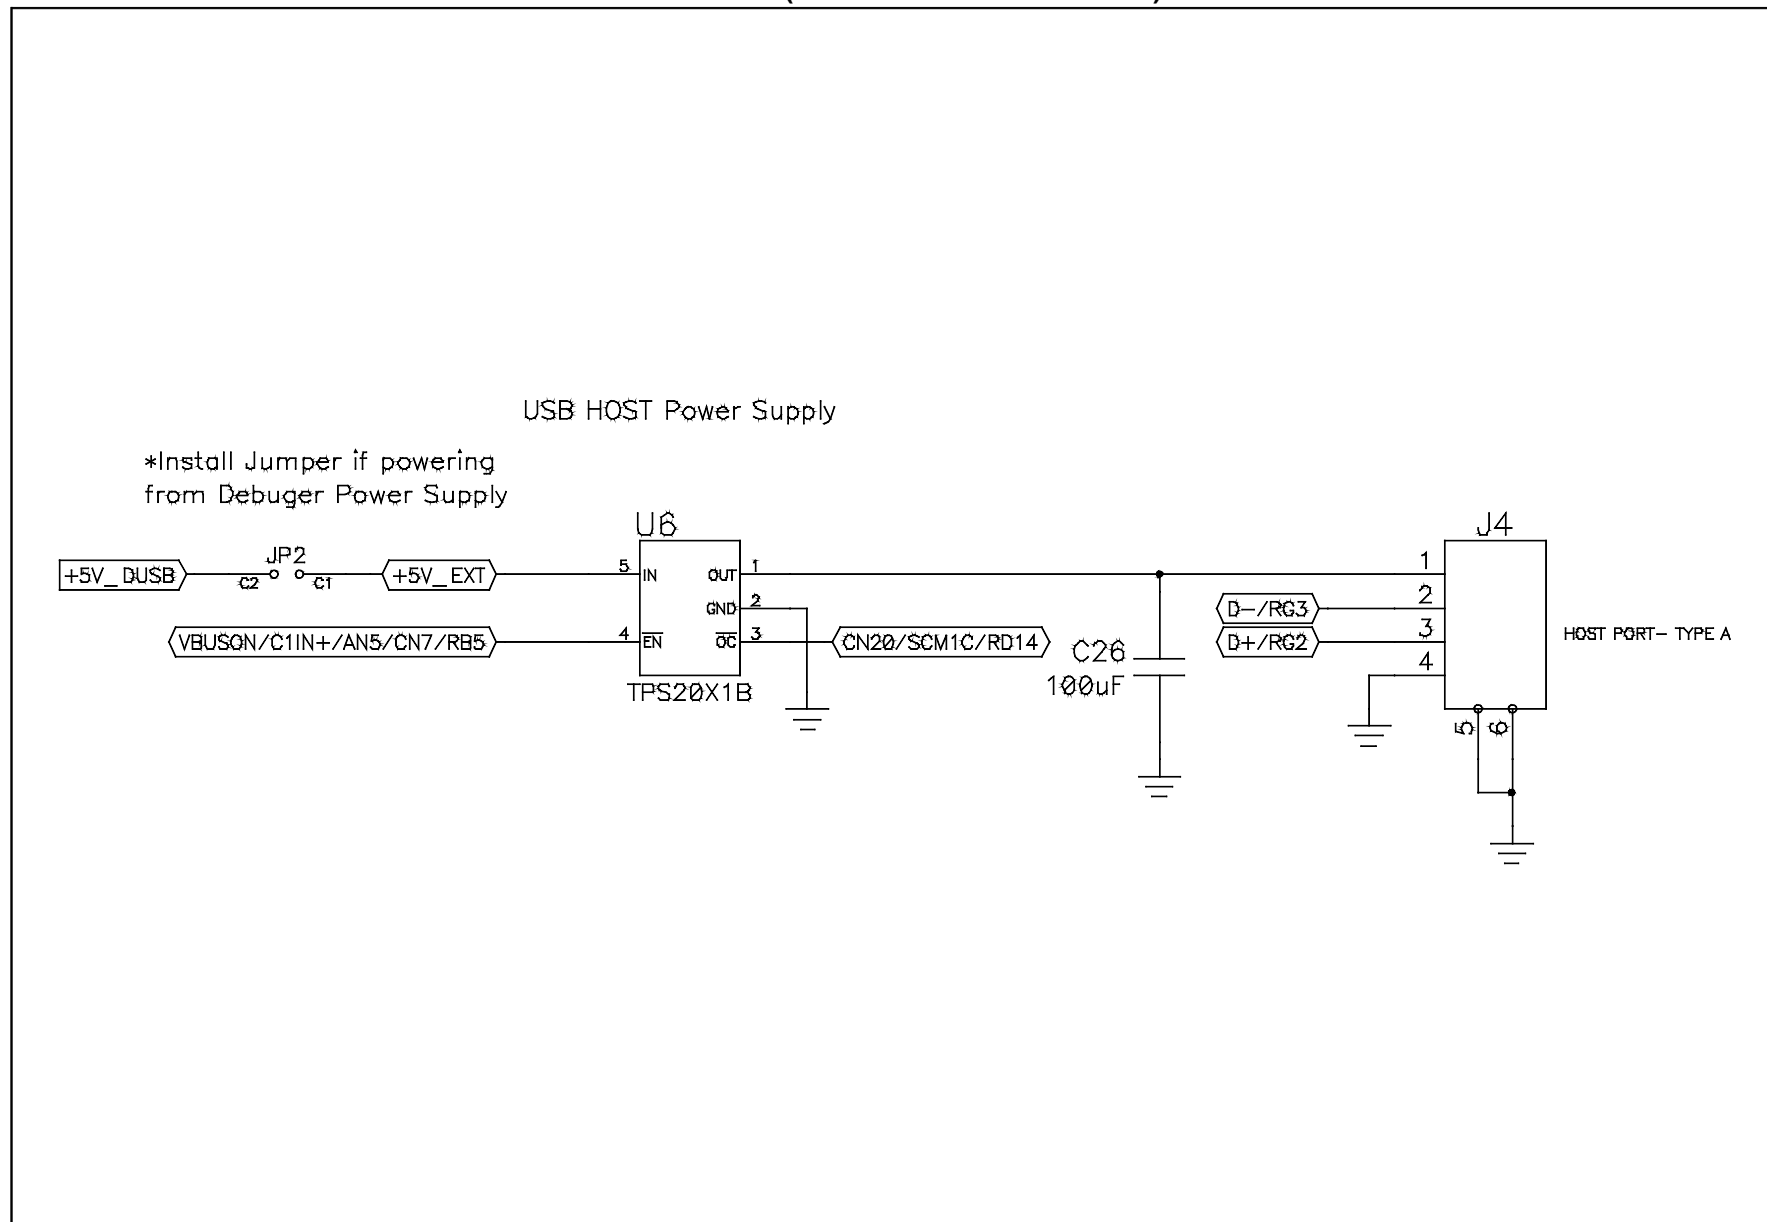 USB HOST Power Supply
*Install Jumper if powering
from Debuger Power Supply
U6
J4
JP2
+5V_DUSB
C2
C1
+5V_EXT
5
IN
OUT
1
1
GND
2
D-/RG3
2
VBUSON/C1IN+/AN5/CN7/RB5
4
EN
OC
3
CN20/SCM1C/RD14
D+/RG2
3
HOST PORT- TYPE A
C26
4
100uF
TPS20X1B
5
6